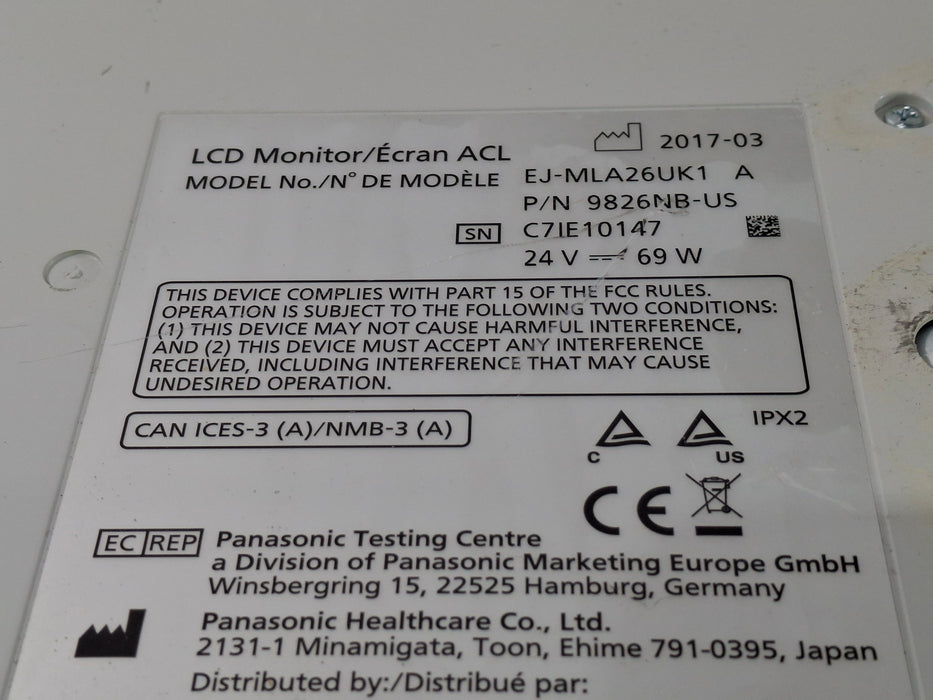 LCD Monitor/Écran ACL
2017-03
MODEL No./N° DE MODÈLE EJ-MLA26UK1 A
P/N 9826NB-US
SN C7IE10147
24 V ⎓ 69 W
THIS DEVICE COMPLIES WITH PART 15 OF THE FCC RULES.
OPERATION IS SUBJECT TO THE FOLLOWING TWO CONDITIONS:
(1) THIS DEVICE MAY NOT CAUSE HARMFUL INTERFERENCE,
AND (2) THIS DEVICE MUST ACCEPT ANY INTERFERENCE
RECEIVED, INCLUDING INTERFERENCE THAT MAY CAUSE
UNDESIRED OPERATION.
CAN ICES-3 (A)/NMB-3 (A)
IPX2
C US
CE
EC REP Panasonic Testing Centre
a Division of Panasonic Marketing Europe GmbH
Winsbergring 15, 22525 Hamburg, Germany
Panasonic Healthcare Co., Ltd.
2131-1 Minamigata, Toon, Ehime 791-0395, Japan
Distributed by:/Distribué par: